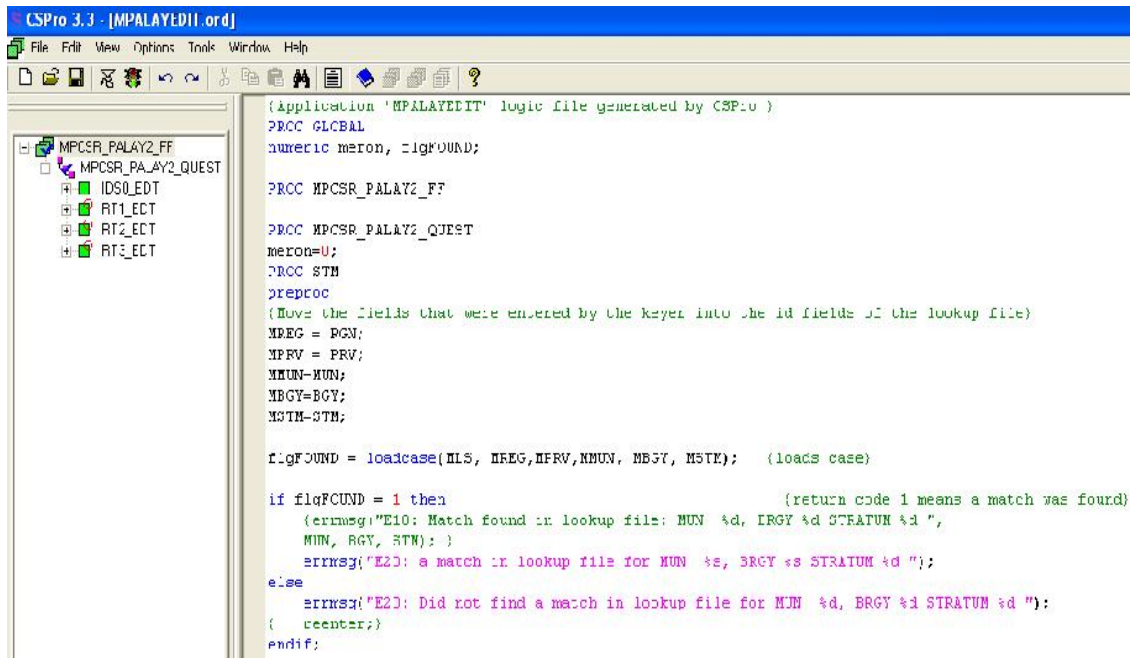 CSPro 3.3 - [MPALAYEDIT.ord]
File Edit View Options Tools Window Help
MPCSR_PALAY2_FF
MPCSR_PALAY2_QUEST
IDS0_EDT
RT1_EDT
RT2_EDT
RT3_EDT
{Application 'MPALAYEDIT' logic file generated by CSPro }
PROC GLOBAL
numeric meron, flgFOUND;
PROC MPCSR_PALAY2_FF
PROC MPCSR_PALAY2_QUEST
meron=0;
PROC STM
preproc
{Move the fields that were entered by the keyer into the id fields of the lookup file}
MREG = RGN;
MPRV = PRV;
MMUN=MUN;
MBGY=BGY;
MSTM=STM;
flgFOUND = loadcase(MLS, MREG,MPRV,MMUN, MBGY, MSTM); {loads case}
if flgFOUND = 1 then {return code 1 means a match was found}
{errmsg("E10: Match found in lookup file: MUN %d, BRGY %d STRATUM %d ",
MUN, BGY, STM); }
errmsg("E20: a match in lookup file for MUN %s, BRGY %s STRATUM %d ");
else
errmsg("E20: Did not find a match in lookup file for MUN %d, BRGY %d STRATUM %d ");
{ reenter;}
endif;